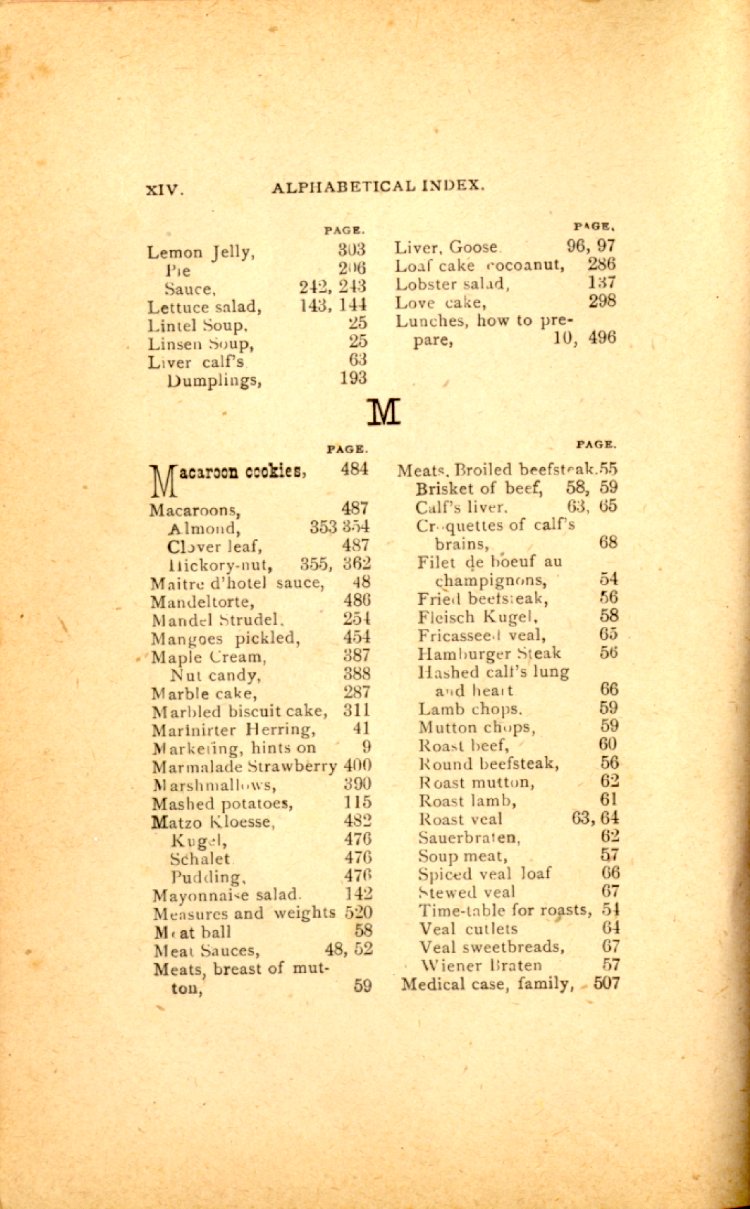 XIV. ALPHABETICAL INDEX.
PAGE.
Lemon Jelly, 303
Pie 206
Sauce, 242, 243
Lettuce salad, 143, 144
Lintel Soup, 25
Linsen Soup, 25
Liver calf's 63
Dumplings, 193
PAGE.
Liver, Goose 96, 97
Loaf cake cocoanut, 286
Lobster salad, 137
Love cake, 298
Lunches, how to pre-
pare, 10, 496
M
PAGE.
Macaroon cookies, 484
Macaroons, 487
Almond, 353 354
Clover leaf, 487
Hickory-nut, 355, 362
Maitre d'hotel sauce, 48
Mandeltorte, 486
Mandel Strudel, 254
Mangoes pickled, 454
Maple Cream, 387
Nut candy, 388
Marble cake, 287
Marbled biscuit cake, 311
Marinirter Herring, 41
Marketing, hints on 9
Marmalade Strawberry 400
Marshmallows, 390
Mashed potatoes, 115
Matzo Kloesse, 482
Kugel, 476
Schalet 476
Pudding, 476
Mayonnaise salad. 142
Measures and weights 520
Meat ball 58
Meat Sauces, 48, 52
Meats, breast of mut-
ton, 59
PAGE.
Meats, Broiled beefsteak. 55
Brisket of beef, 58, 59
Calf's liver. 63, 65
Croquettes of calf's
brains, 68
Filet de boeuf au
champignons, 54
Fried beefsteak, 56
Fleisch Kugel, 58
Fricasseed veal, 65
Hamburger Steak 56
Hashed calf's lung
and heart 66
Lamb chops. 59
Mutton chops, 59
Roast beef, 60
Round beefsteak, 56
Roast mutton, 62
Roast lamb, 61
Roast veal 63, 64
Sauerbraten, 62
Soup meat, 57
Spiced veal loaf 66
Stewed veal 67
Time-table for roasts, 54
Veal cutlets 64
Veal sweetbreads, 67
Wiener Braten 57
Medical case, family, 507